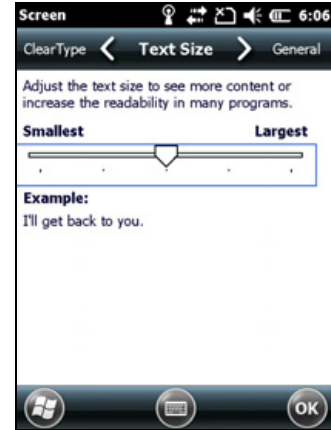 Screen 6:06
ClearType Text Size General
Adjust the text size to see more content or
increase the readability in many programs.
Smallest Largest
Example:
I'll get back to you.
OK